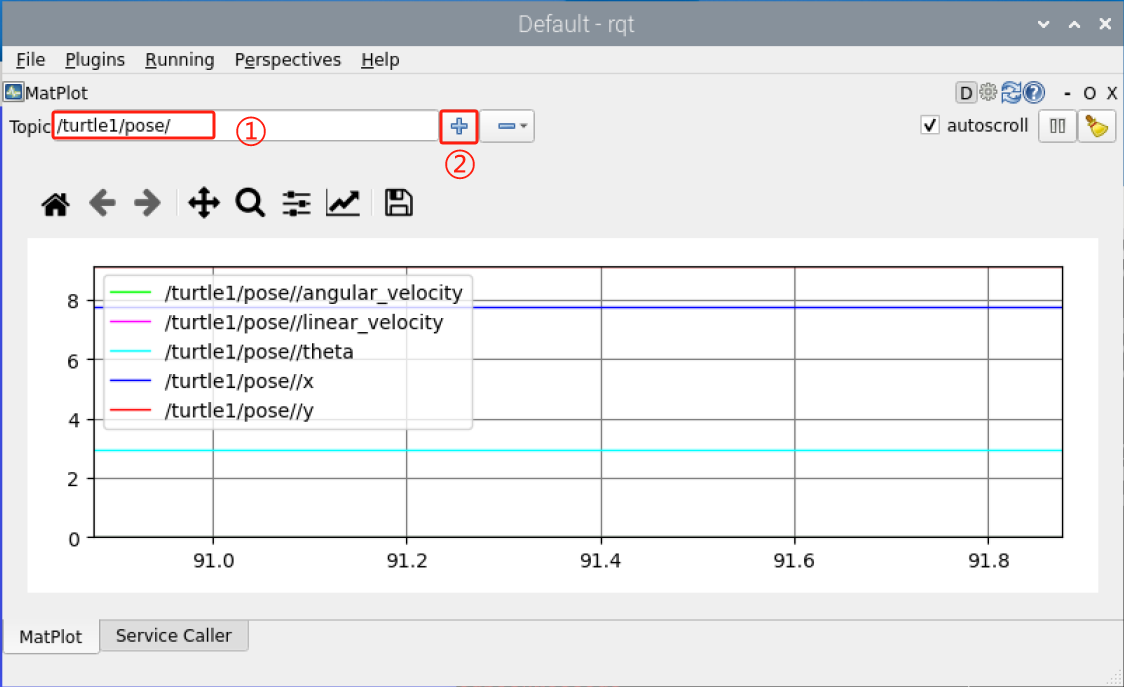 Default - rqt
File Plugins Running Perspectives Help
MatPlot D - O X
Topic /turtle1/pose/ ① autoscroll
②
/turtle1/pose//angular_velocity
/turtle1/pose//linear_velocity
/turtle1/pose//theta
/turtle1/pose//x
/turtle1/pose//y
8
6
4
2
0
91.0 91.2 91.4 91.6 91.8
MatPlot Service Caller